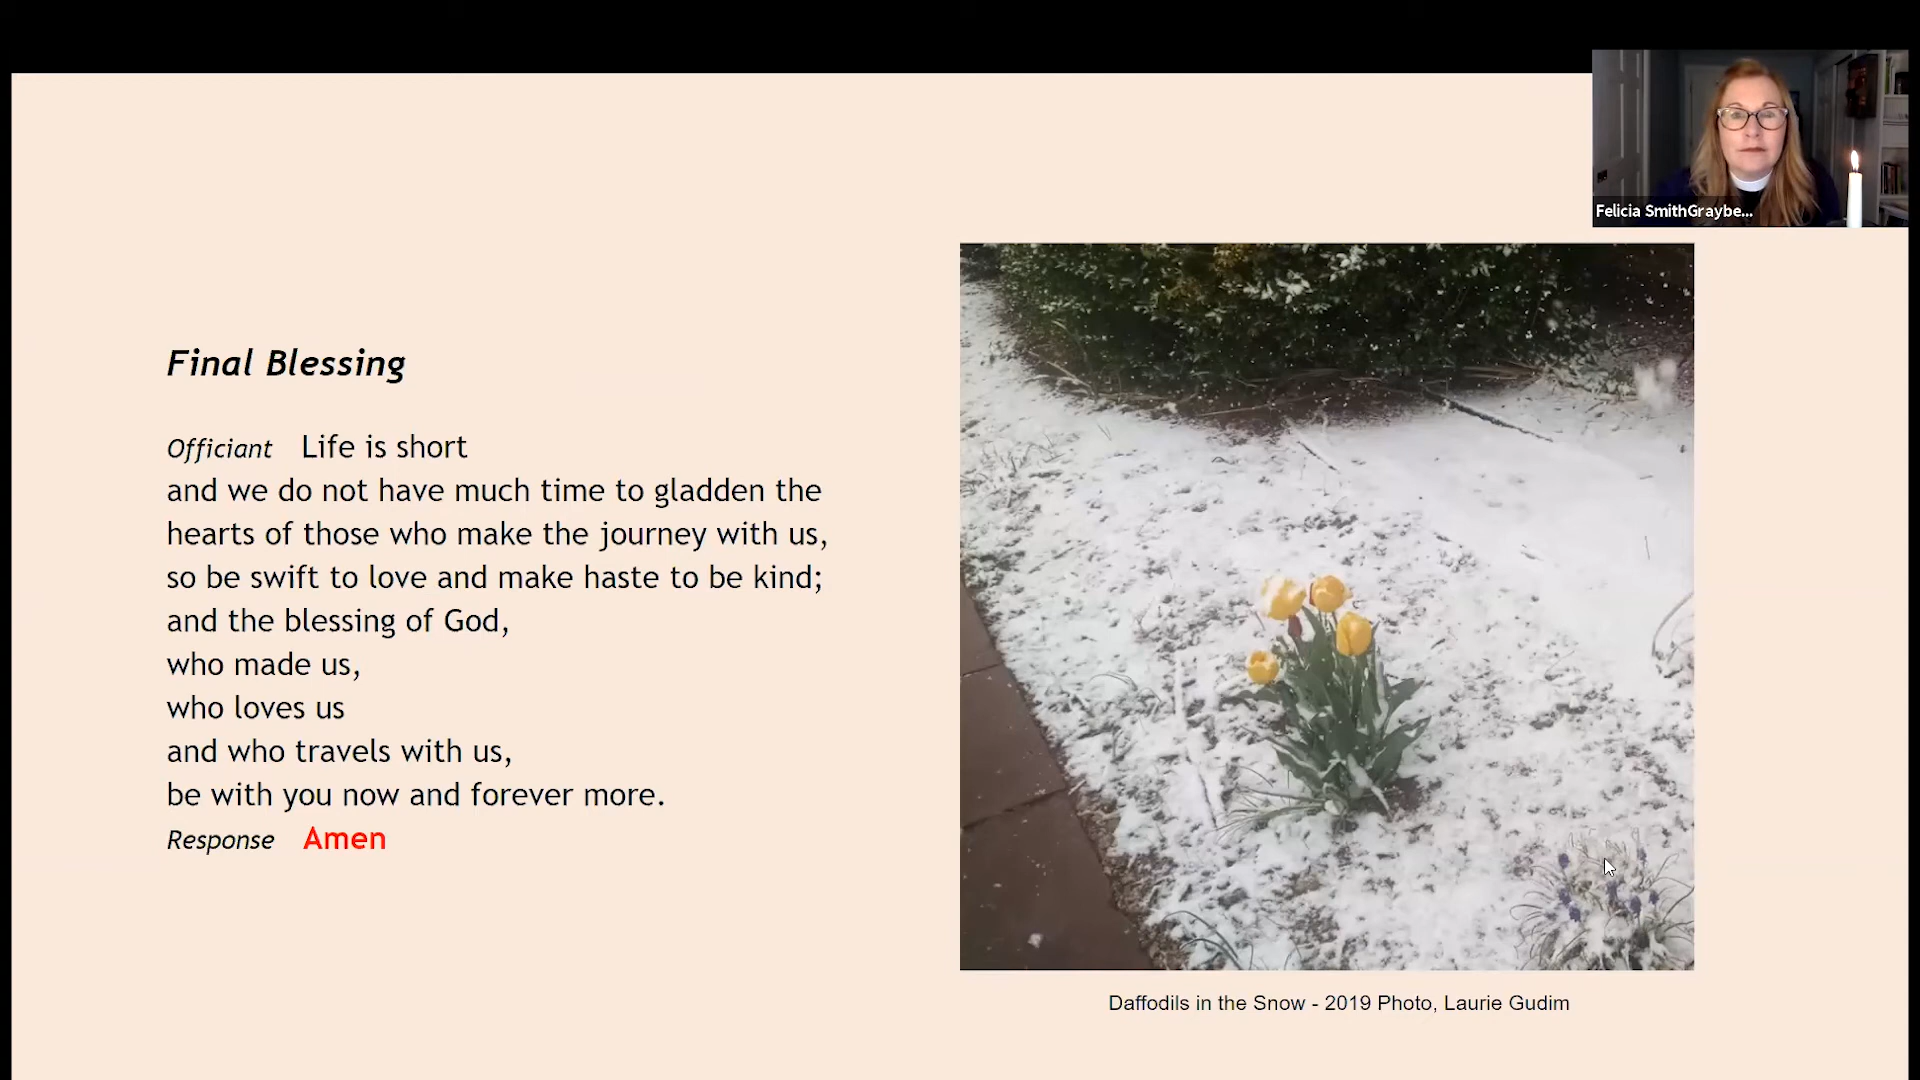 Felicia SmithGraybe...
Final Blessing
Officiant Life is short
and we do not have much time to gladden the
hearts of those who make the journey with us,
so be swift to love and make haste to be kind;
and the blessing of God,
who made us,
who loves us
and who travels with us,
be with you now and forever more.
Response Amen
Daffodils in the Snow - 2019 Photo, Laurie Gudim